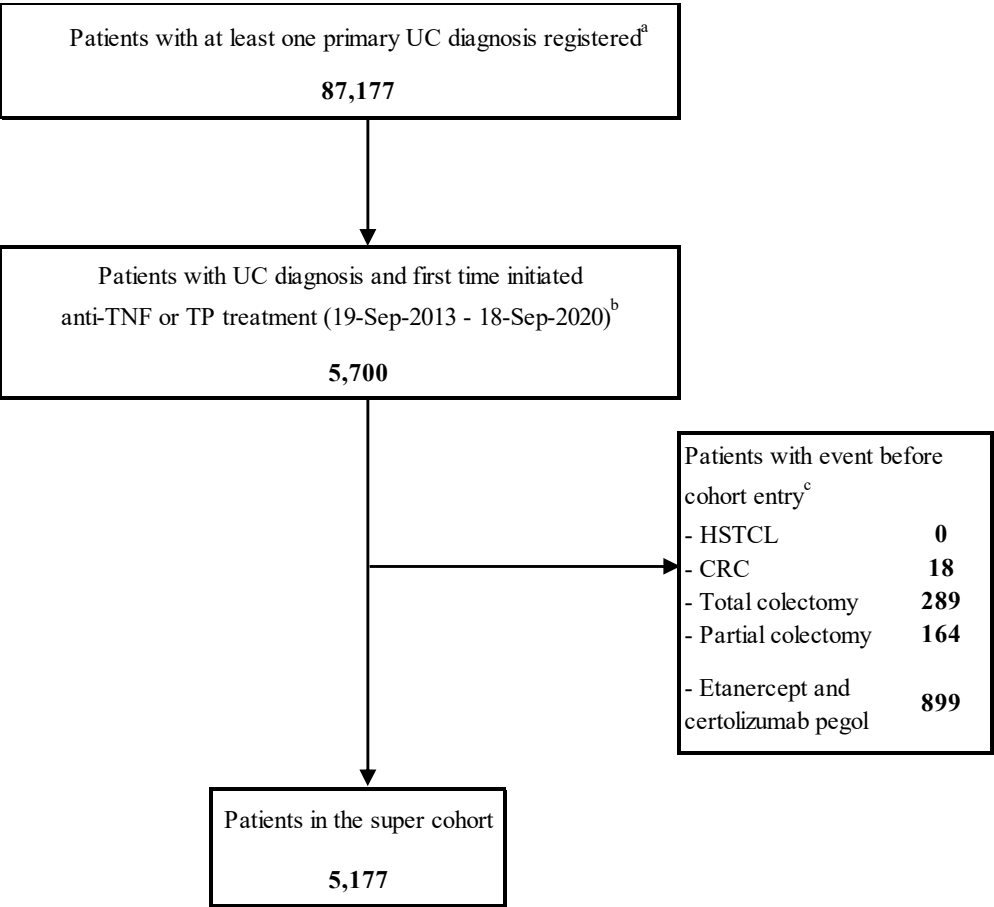 Patients with at least one primary UC diagnosis registeredᵃ
87,177
Patients with UC diagnosis and first time initiated
anti-TNF or TP treatment (19-Sep-2013 - 18-Sep-2020)ᵇ
5,700
Patients with event before
cohort entryᶜ
- HSTCL 0
- CRC 18
- Total colectomy 289
- Partial colectomy 164
- Etanercept and
certolizumab pegol 899
Patients in the super cohort
5,177